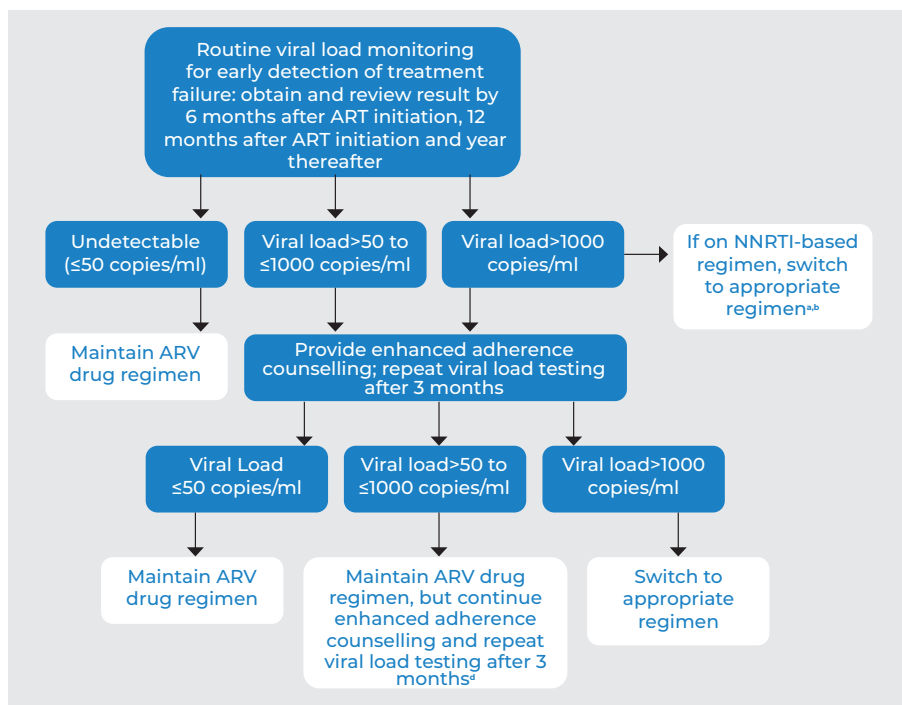 Routine viral load monitoring
for early detection of treatment
failure: obtain and review result by
6 months after ART initiation, 12
months after ART initiation and year
thereafter
Undetectable
(≤50 copies/ml)
Viral load>50 to
≤1000 copies/ml
Viral load>1000
copies/ml
If on NNRTI-based
regimen, switch
to appropriate
regimenᵃ,ᵇ
Maintain ARV
drug regimen
Provide enhanced adherence
counselling; repeat viral load testing
after 3 months
Viral Load
≤50 copies/ml
Viral load>50 to
≤1000 copies/ml
Viral load>1000
copies/ml
Maintain ARV
drug regimen
Maintain ARV drug
regimen, but continue
enhanced adherence
counselling and repeat
viral load testing after 3
monthsᵈ
Switch to
appropriate
regimen